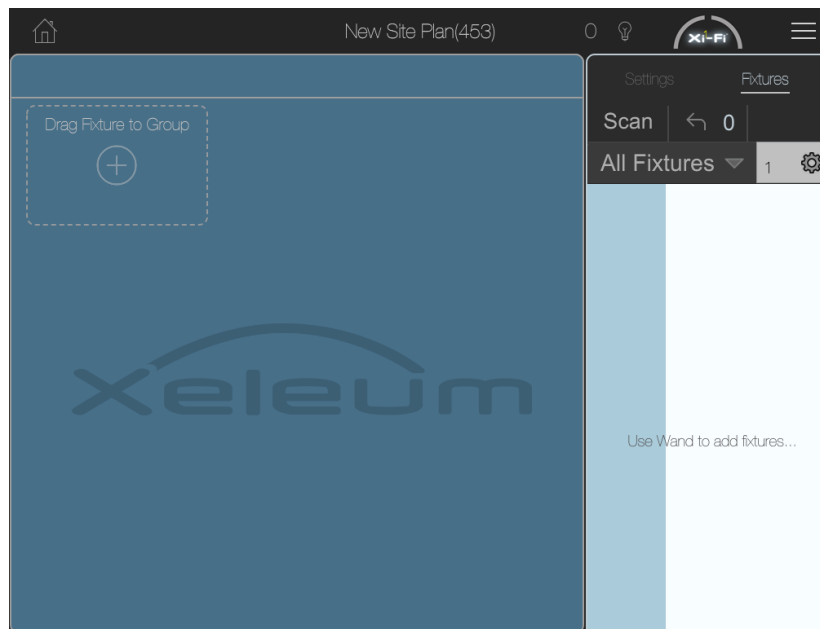 New Site Plan(453)
0
Xi-Fi
Settings
Fixtures
Scan
0
All Fixtures
1
Drag Fixture to Group
xeleum
Use Wand to add fixtures...